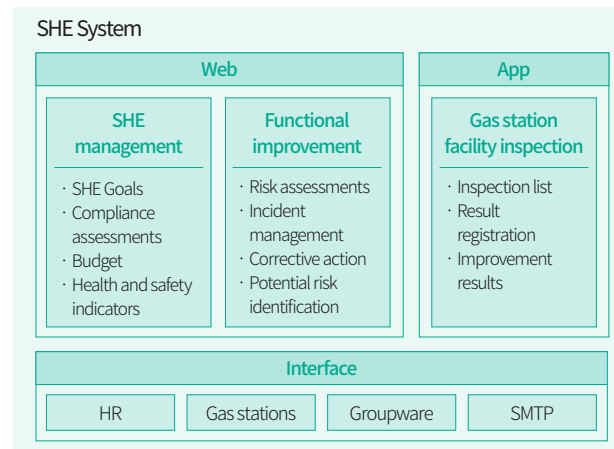 SHE System
Web
SHE
management
· SHE Goals
· Compliance
assessments
· Budget
· Health and safety
indicators
Functional
improvement
· Risk assessments
· Incident
management
· Corrective action
· Potential risk
identification
App
Gas station
facility inspection
· Inspection list
· Result
registration
· Improvement
results
Interface
HR
Gas stations
Groupware
SMTP